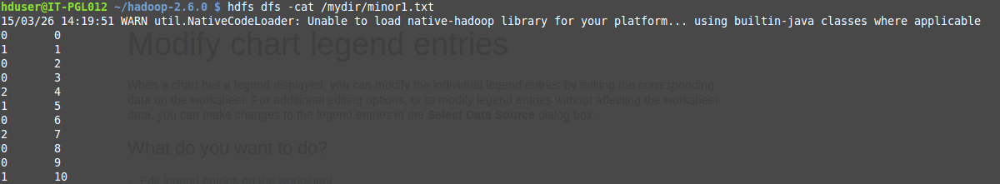 hduser@IT-PGL012 ~/hadoop-2.6.0 $ hdfs dfs -cat /mydir/minor1.txt
15/03/26 14:19:51 WARN util.NativeCodeLoader: Unable to load native-hadoop library for your platform... using builtin-java classes where applicable
0 0
1 1
0 2
0 3
2 4
1 5
0 6
2 7
0 8
0 9
1 10
Modify chart legend entries
When a chart has a legend displayed, you can modify the individual legend entries by editing the corresponding
data on the worksheet. For additional editing options, or to modify legend entries without affecting the worksheet
data, you can make changes to the legend entries in the Select Data Source dialog box.
What do you want to do?
Edit legend entries on the worksheet